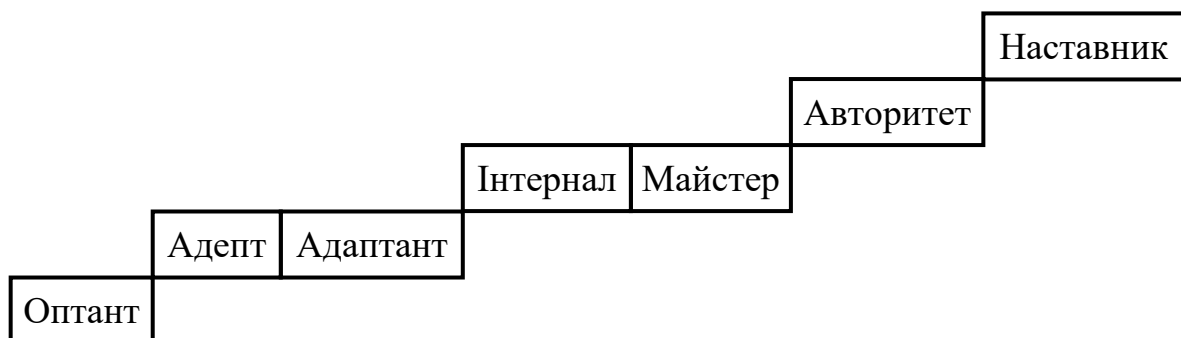 Наставник
Авторитет
Інтернал Майстер
Адепт Адаптант
Оптант